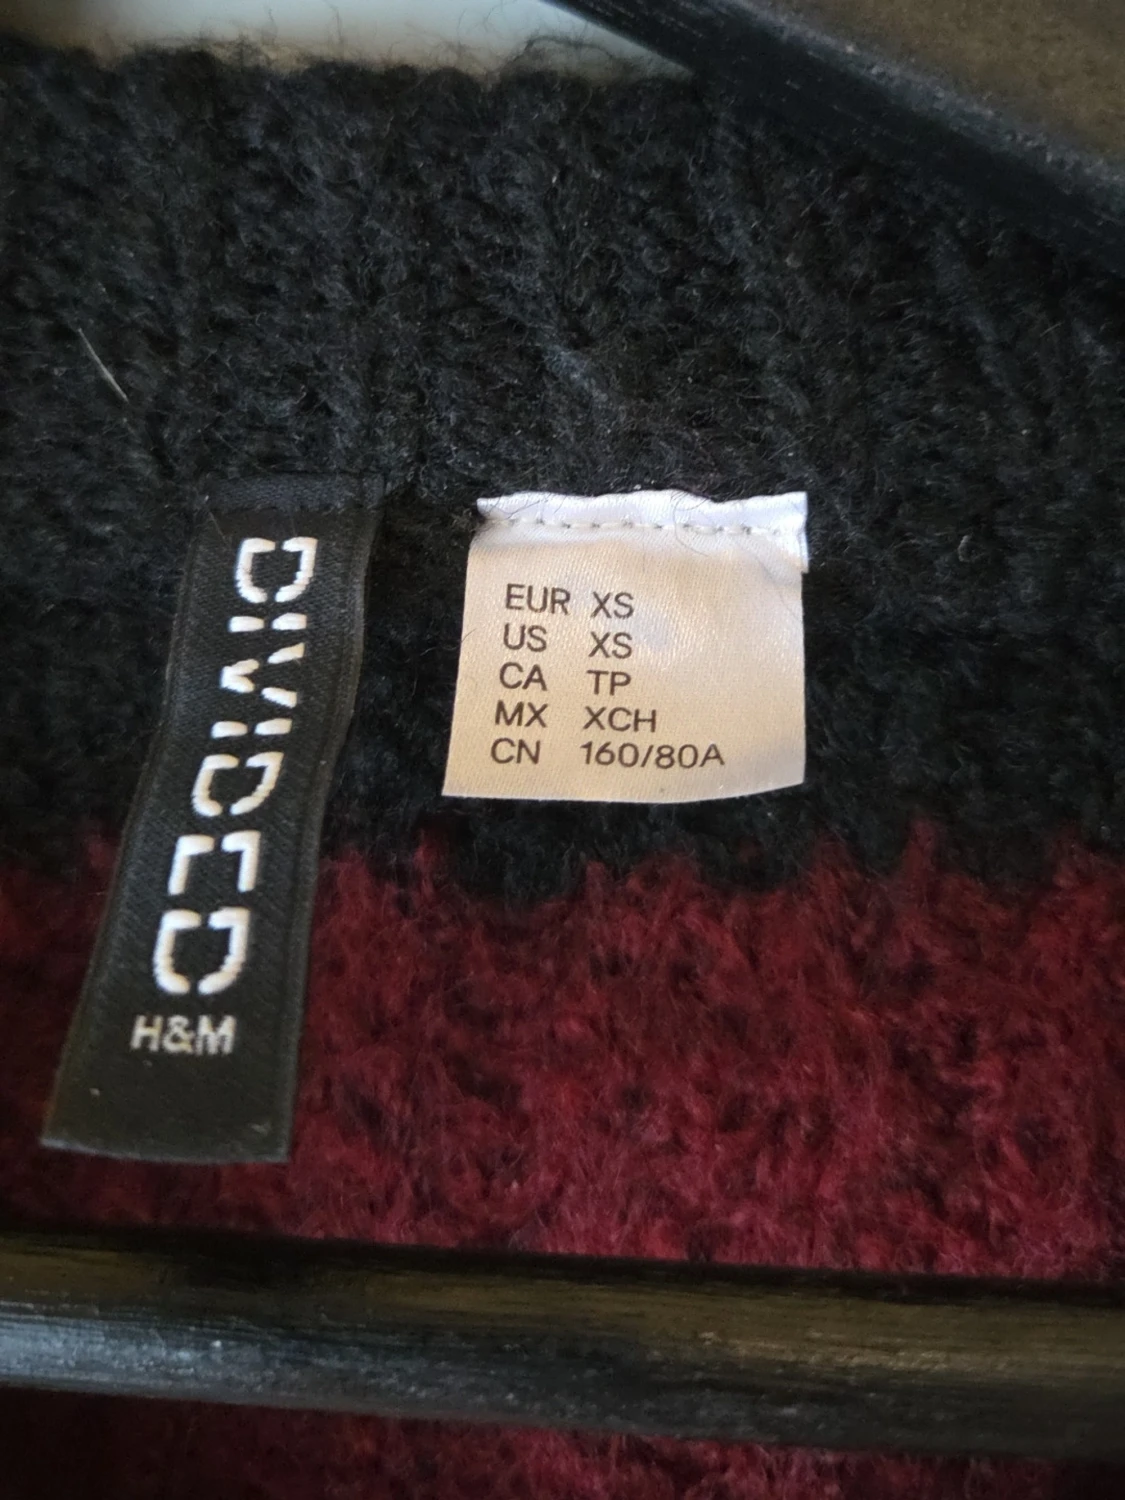 DIVIDED
H&M
EUR XS
US XS
CA TP
MX XCH
CN 160/80A